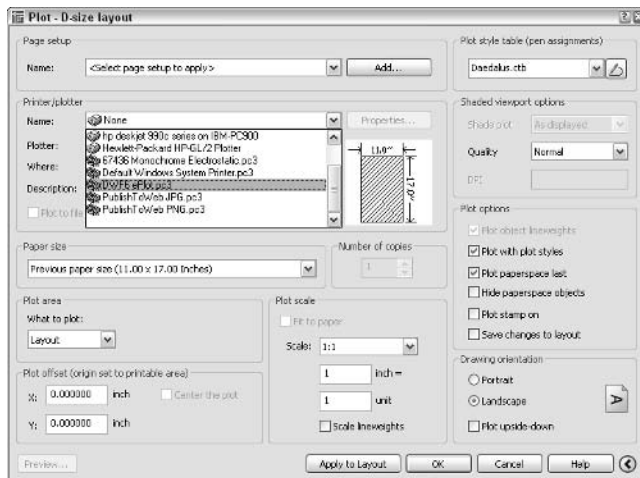 Plot - D-size layout
Page setup
Name:
<Select page setup to apply>
Add...
Printer/plotter
Name:
None
Properties...
hp deskjet 990c series on IBM-PC900
Hewlett-Packard HP-GL/2 Plotter
67436 Monochrome Electrostatic.pc3
Default Windows System Printer.pc3
DWF6 ePlot.pc3
PublishToWeb JPG.pc3
PublishToWeb PNG.pc3
Plotter:
Where:
Description:
Plot to file
11.0''
17.0''
Paper size
Previous paper size (11.00 x 17.00 Inches)
Number of copies
1
Plot area
What to plot:
Layout
Plot offset (origin set to printable area)
X: 0.000000 inch
Center the plot
Y: 0.000000 inch
Plot scale
Fit to paper
Scale: 1:1
1 inch =
1 unit
Scale lineweights
Plot style table (pen assignments)
Daedalus.ctb
Shaded viewport options
Shade plot
As displayed
Quality
Normal
DPI
Plot options
Plot object lineweights
Plot with plot styles
Plot paperspace last
Hide paperspace objects
Plot stamp on
Save changes to layout
Drawing orientation
Portrait
Landscape
A
Plot upside-down
Preview...
Apply to Layout
OK
Cancel
Help